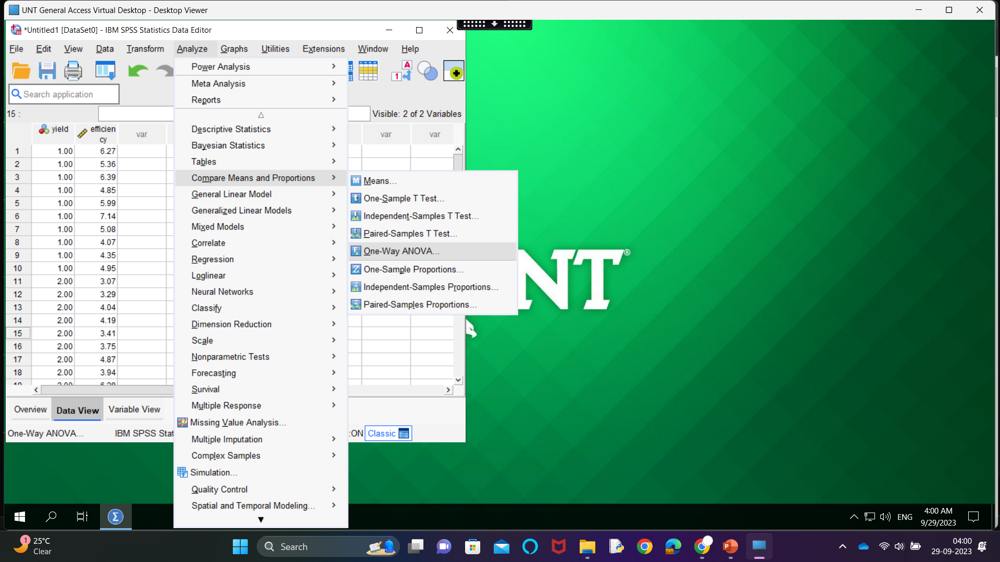 UNT General Access Virtual Desktop - Desktop Viewer
*Untitled1 [DataSet0] - IBM SPSS Statistics Data Editor
File Edit View Data Transform Analyze Graphs Utilities Extensions Window Help
Search application
15 :
Visible: 2 of 2 Variables
yield efficien
cy
var var var
1 1.00 6.27
2 1.00 5.36
3 1.00 6.39
4 1.00 4.85
5 1.00 5.99
6 1.00 7.14
7 1.00 5.08
8 1.00 4.07
9 1.00 4.35
10 1.00 4.95
11 2.00 3.07
12 2.00 3.29
13 2.00 4.04
14 2.00 4.19
15 2.00 3.41
16 2.00 3.75
17 2.00 4.87
18 2.00 3.94
Overview Data View Variable View
One-Way ANOVA... IBM SPSS Stat
:ON Classic
Power Analysis
Meta Analysis
Reports
Descriptive Statistics
Bayesian Statistics
Tables
Compare Means and Proportions
General Linear Model
Generalized Linear Models
Mixed Models
Correlate
Regression
Loglinear
Neural Networks
Classify
Dimension Reduction
Scale
Nonparametric Tests
Forecasting
Survival
Multiple Response
Missing Value Analysis...
Multiple Imputation
Complex Samples
Simulation...
Quality Control
Spatial and Temporal Modeling...
Means...
One-Sample T Test...
Independent-Samples T Test...
Paired-Samples T Test...
One-Way ANOVA...
One-Sample Proportions...
Independent-Samples Proportions...
Paired-Samples Proportions...
NT®
ENG
4:00 AM
9/29/2023
1
25°C
Clear
Search
04:00
29-09-2023